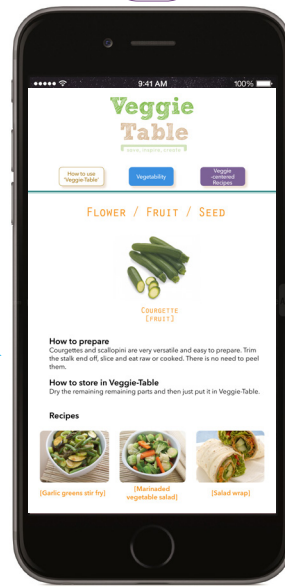 9:41 AM 100%
Veggie
Table
save, inspire, create
How to use
"Veggie-Table"
Vegetability
Veggie
-centered
Recipes
Flower / Fruit / Seed
Courgette
[fruit]
How to prepare
Courgettes and scallopini are very versatile and easy to prepare. Trim
the stalk end off, slice and eat raw or cooked. There is no need to peel
them.
How to store in Veggie-Table
Dry the remaining remaining parts and then just put it in Veggie-Table.
Recipes
[Garlic greens stir fry]
[Marinaded
vegetable salad]
[Salad wrap]